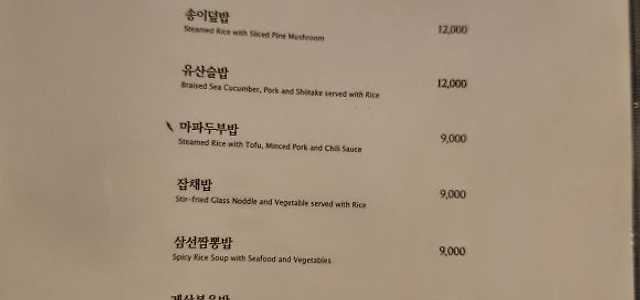 송이덮밥 12,000
Steamed Rice with Sliced Pine Mushroom
유산슬밥 12,000
Braised Sea Cucumber, Pork and Shiitake served with Rice
마파두부밥 9,000
Steamed Rice with Tofu, Minced Pork and Chili Sauce
잡채밥 9,000
Stir-fried Glass Noddle and Vegetable served with Rice
삼선짬뽕밥 9,000
Spicy Rice Soup with Seafood and Vegetables